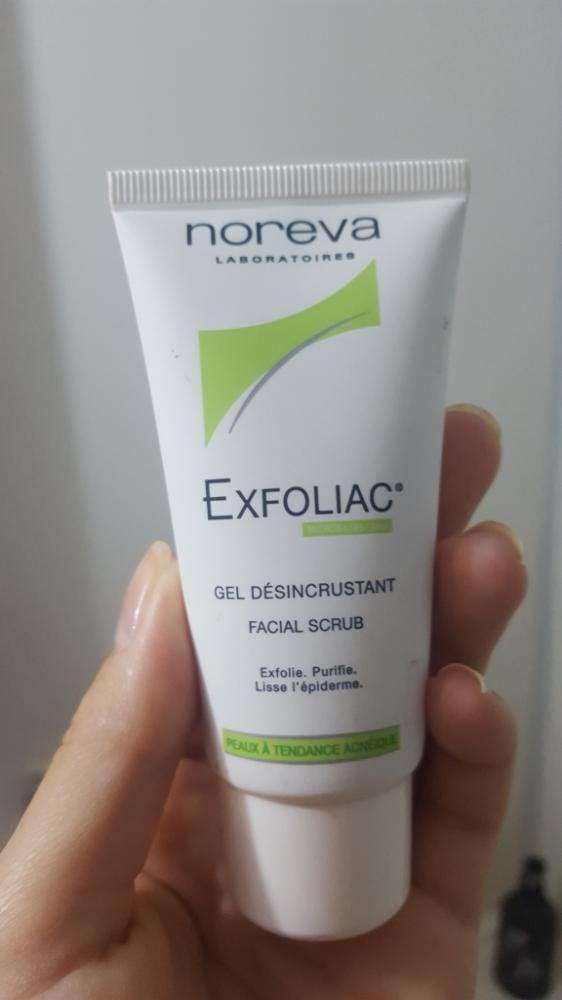 noreva
LABORATOIRES
EXFOLIAC®
GEL DÉSINCRUSTANT
FACIAL SCRUB
Exfolie. Purifie.
Lisse l'épiderme.
PEAUX À TENDANCE ACNÉIQUE